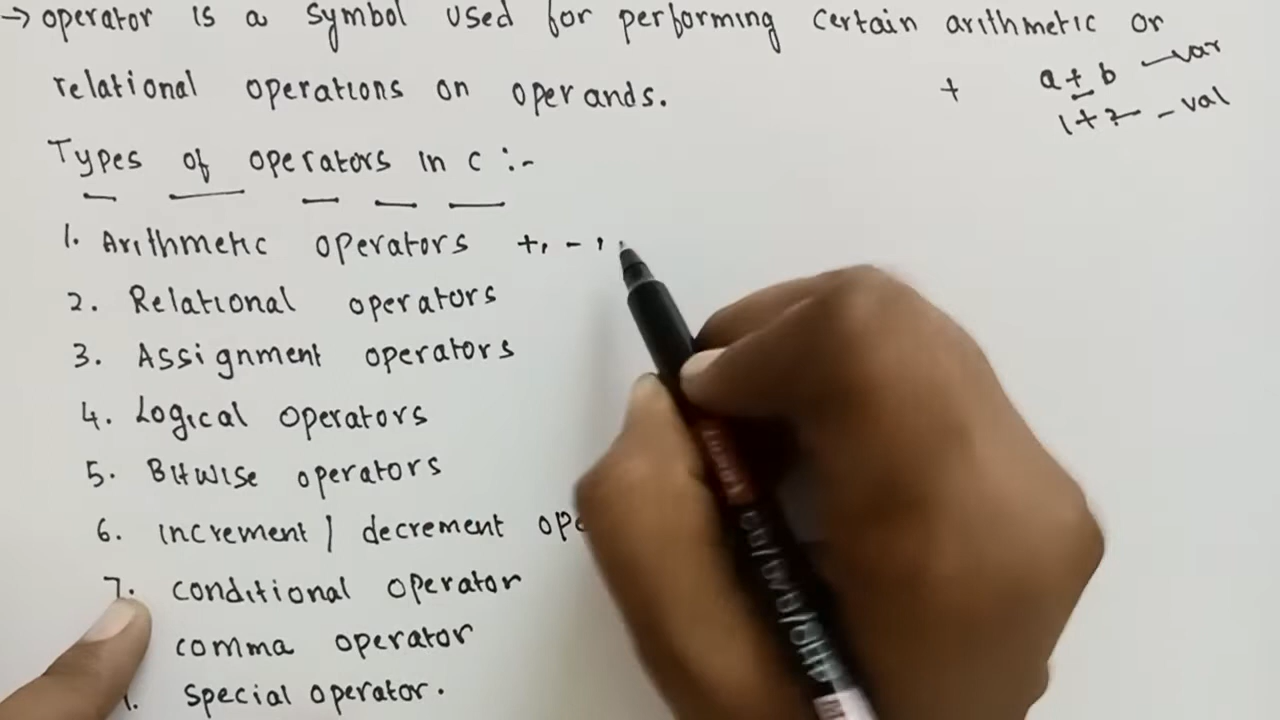 → operator is a symbol used for performing certain arithmetic or
relational operations on operands.
+ a+b - var
1+2 - val
Types of operators in c :-
1. Arithmetic operators +, - ,
2. Relational operators
3. Assignment operators
4. Logical operators
5. Bitwise operators
6. increment / decrement ope
7. conditional operator
comma operator
special operator.